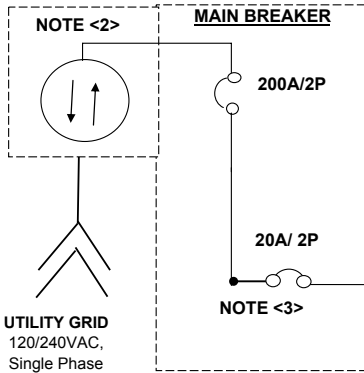 NOTE <2>
MAIN BREAKER
200A/2P
20A/ 2P
NOTE <3>
UTILITY GRID
120/240VAC,
Single Phase